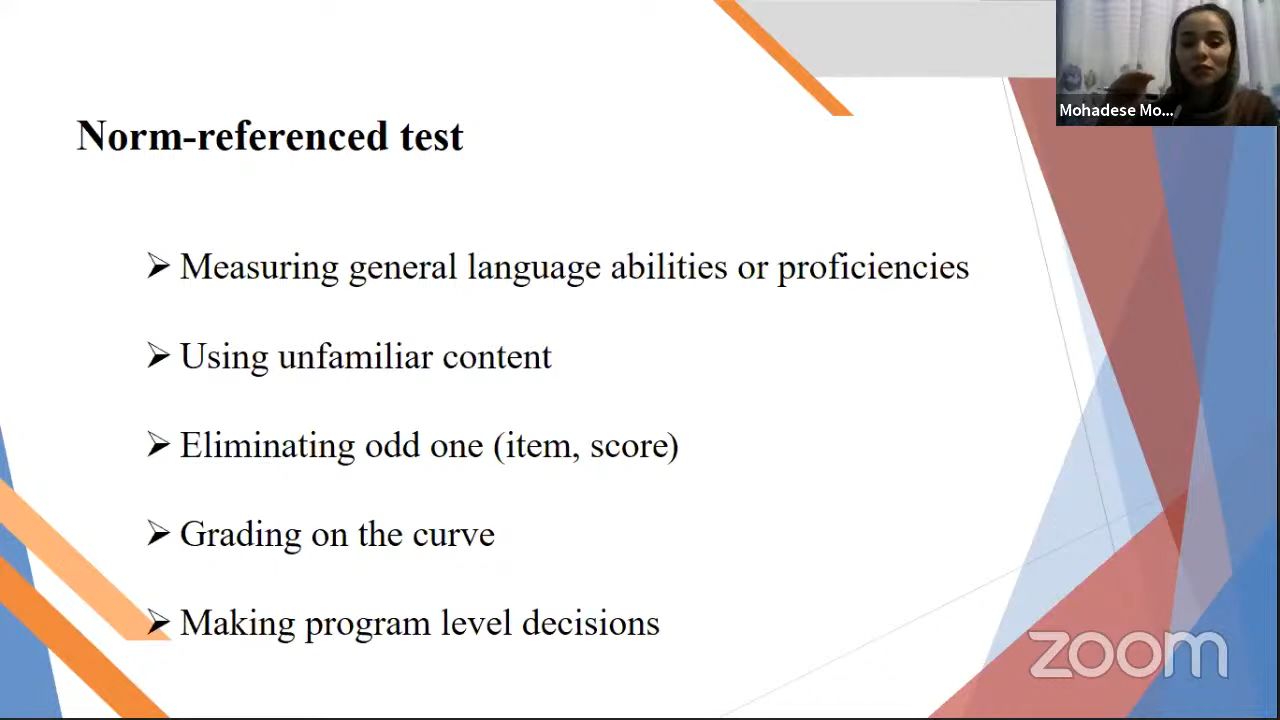 Mohadese Mo...
Norm-referenced test
➢ Measuring general language abilities or proficiencies
➢ Using unfamiliar content
➢ Eliminating odd one (item, score)
➢ Grading on the curve
➢ Making program level decisions
zoom